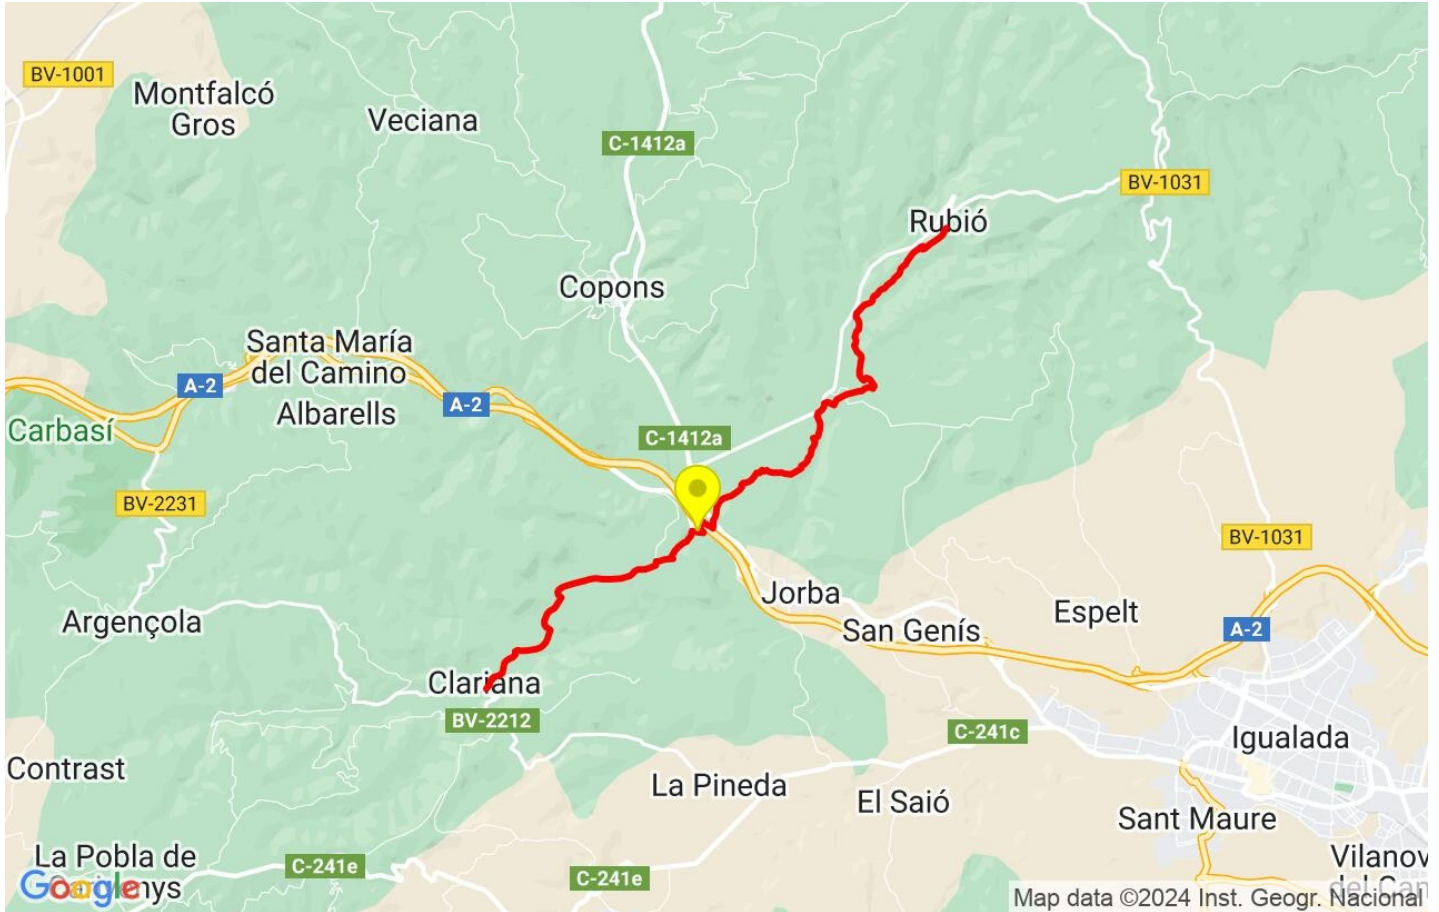 BV-1001
Montfalcó
Gros
Veciana
C-1412a
BV-1031
Rubió
Copons
Santa María
del Camino
A-2
A-2
Albarells
Carbasí
C-1412a
BV-2231
BV-1031
Jorba
Espelt
Argençola
San Genís
A-2
Clariana
BV-2212
C-241c
Igualada
Contrast
La Pineda
El Saió
Sant Maure
La Pobla de
C-241e
C-241e
Vilanov
Google
Map data ©2024 Inst. Geogr. Nacional